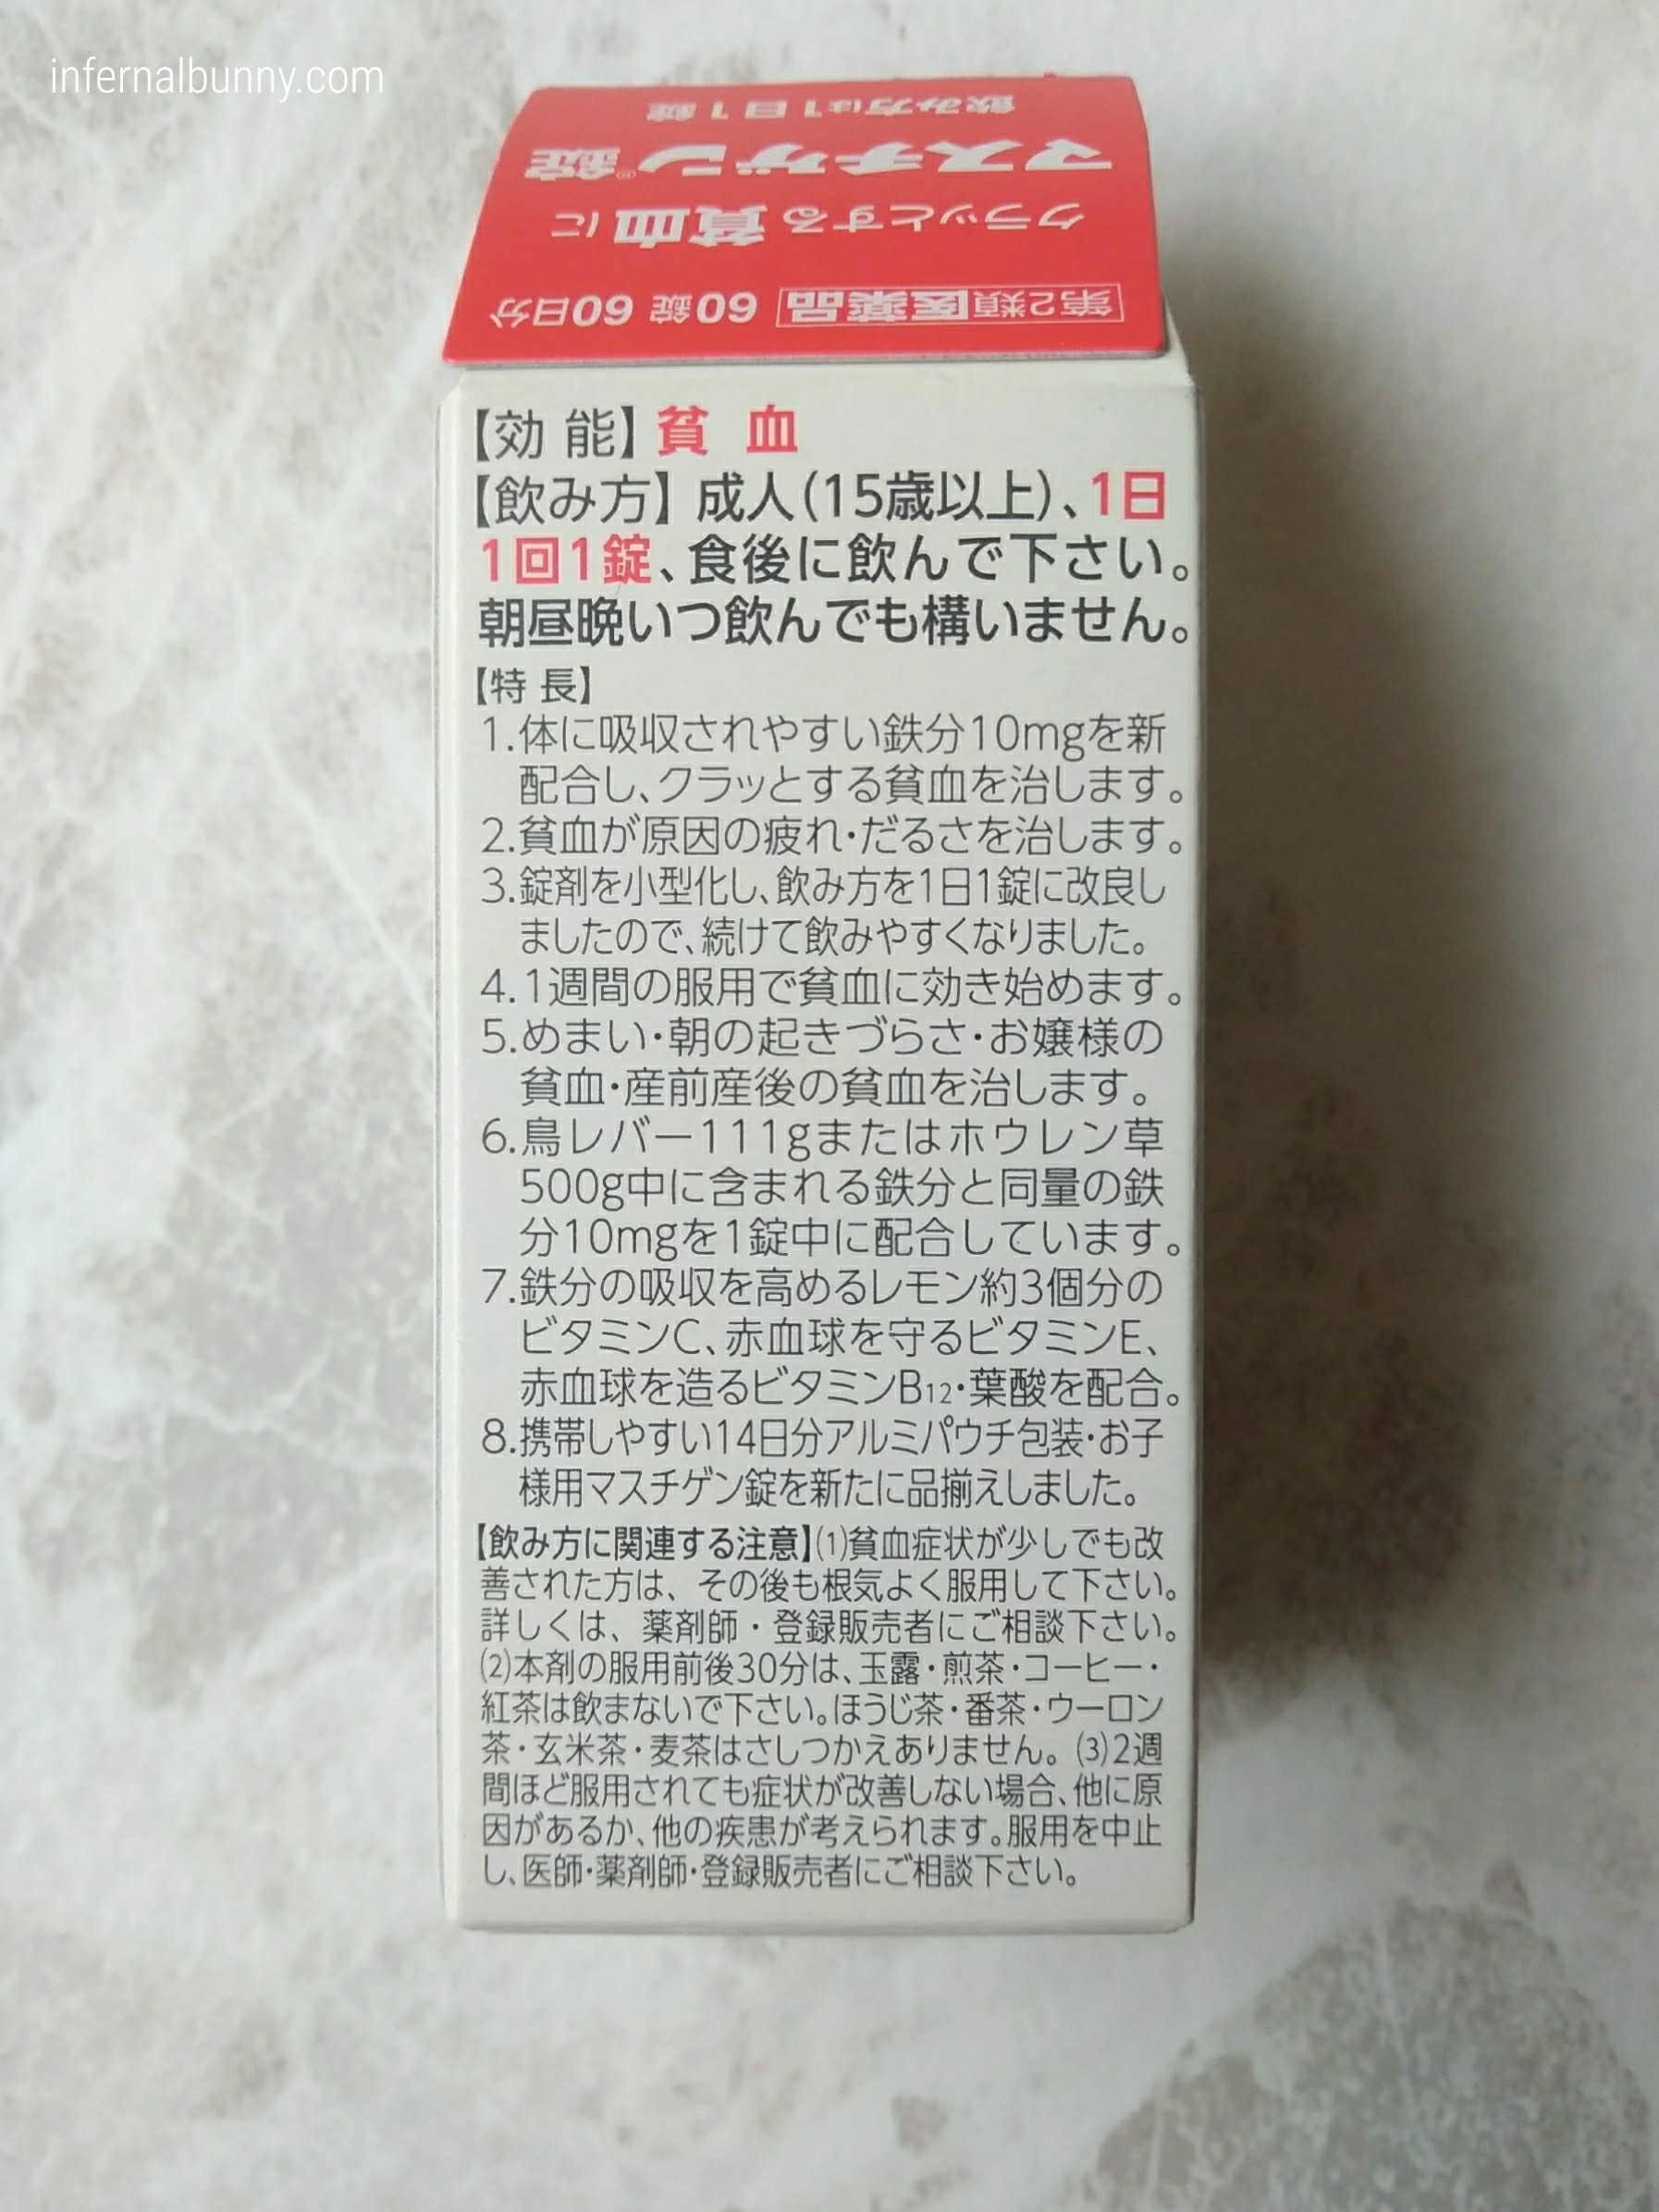 infernalbunny.com
飲み方は1日1錠
マスチゲン®錠
クラッとする貧血に
第2類医薬品 60錠 60日分
【効 能】貧 血
【飲み方】成人(15歳以上)、1日
1回1錠、食後に飲んで下さい。
朝昼晩いつ飲んでも構いません。
【特 長】
1.体に吸収されやすい鉄分10mgを新
配合し、クラッとする貧血を治します。
2.貧血が原因の疲れ・だるさを治します。
3.錠剤を小型化し、飲み方を1日1錠に改良し
ましたので、続けて飲みやすくなりました。
4.1週間の服用で貧血に効き始めます。
5.めまい・朝の起きづらさ・お嬢様の
貧血・産前産後の貧血を治します。
6.鳥レバー111gまたはホウレン草
500g中に含まれる鉄分と同量の鉄
分10mgを1錠中に配合しています。
7.鉄分の吸収を高めるレモン約3個分の
ビタミンC、赤血球を守るビタミンE、
赤血球を造るビタミンB12・葉酸を配合。
8.携帯しやすい14日分アルミパウチ包装・お子
様用マスチゲン錠を新たに品揃えしました。
【飲み方に関連する注意】⑴貧血症状が少しでも改
善された方は、その後も根気よく服用して下さい。
詳しくは、薬剤師・登録販売者にご相談下さい。
⑵本剤の服用前後30分は、玉露・煎茶・コーヒー・
紅茶は飲まないで下さい。ほうじ茶・番茶・ウーロン
茶・玄米茶・麦茶はさしつかえありません。⑶2週
間ほど服用されても症状が改善しない場合、他に原
因があるか、他の疾患が考えられます。服用を中止
し、医師・薬剤師・登録販売者にご相談下さい。